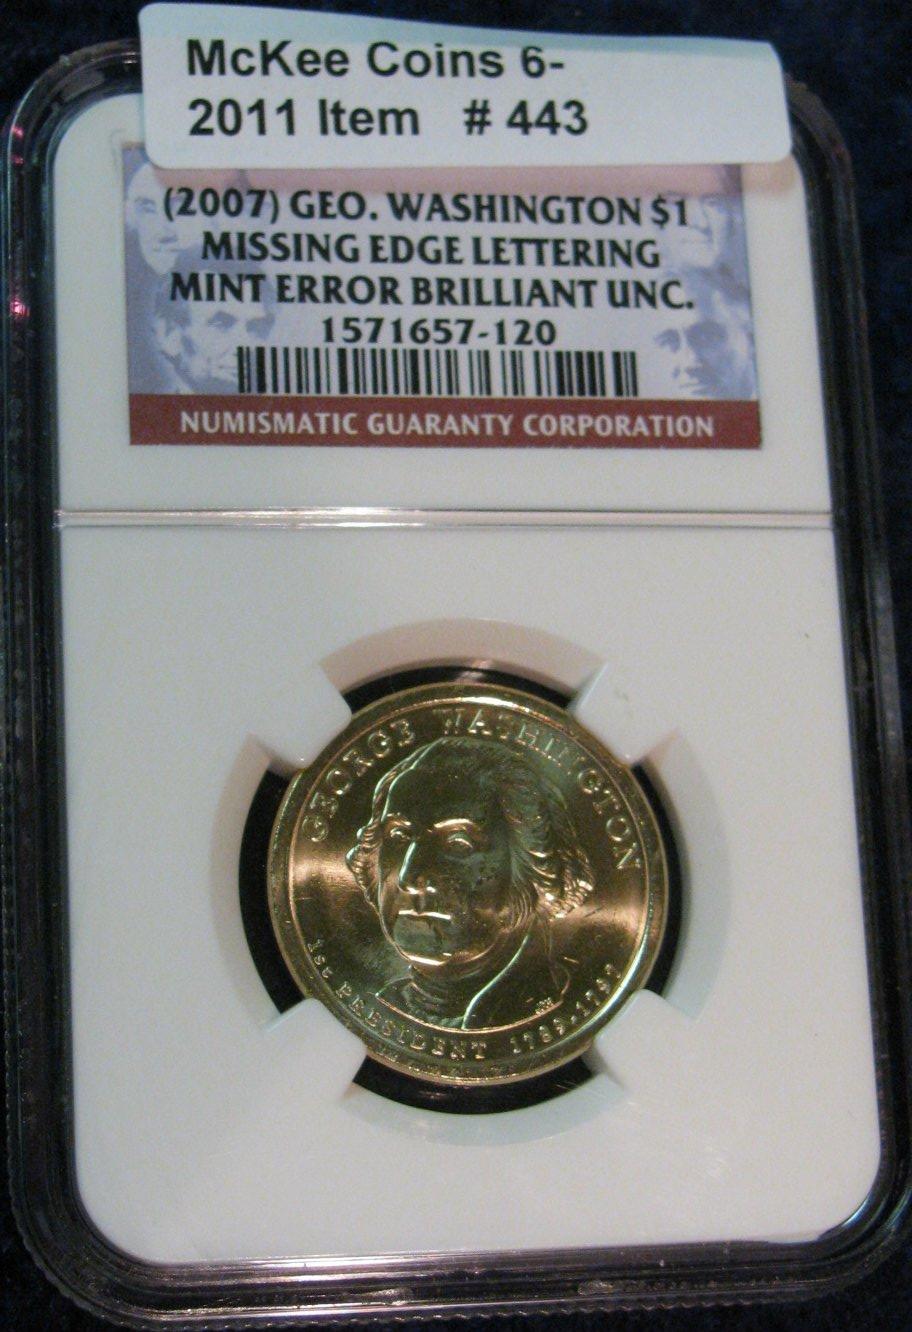 McKee Coins 6-
2011 Item # 443
(2007) GEO. WASHINGTON $1
MISSING EDGE LETTERING
MINT ERROR BRILLIANT UNC.
1571657-120
NUMISMATIC GUARANTY CORPORATION
GEORGE WASHINGTON
1st PRESIDENT 1789-1797